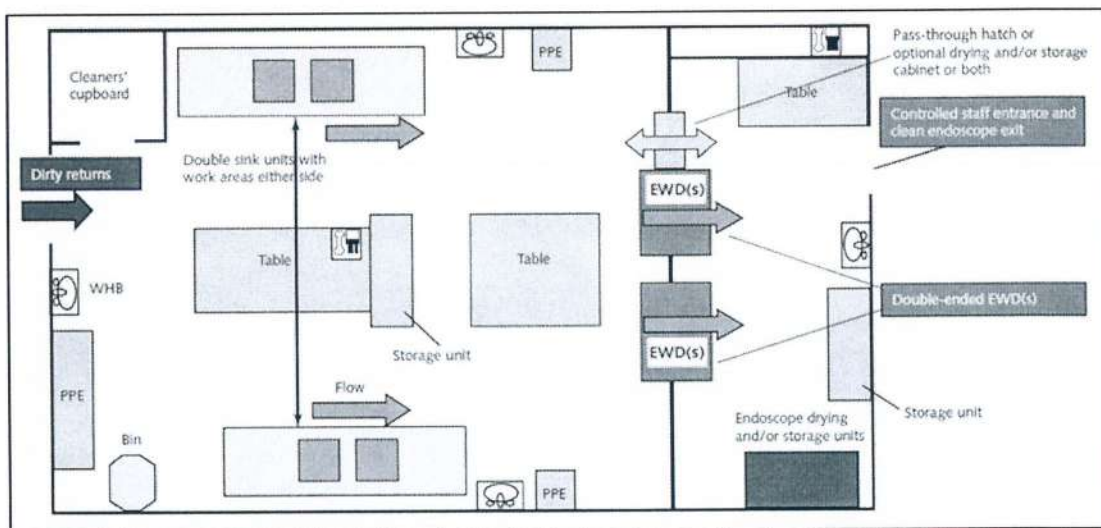 Cleaners'
cupboard
PPE
Pass-through hatch or
optional drying and/or storage
cabinet or both
Table
Controlled staff entrance and
clean endoscope exit
Dirty returns
Double sink units with
work areas either side
EWD(s)
Table
Table
WHB
Double-ended EWD(s)
Storage unit
EWD(s)
PPE
Flow
Storage unit
Bin
Endoscope drying
and/or storage units
PPE